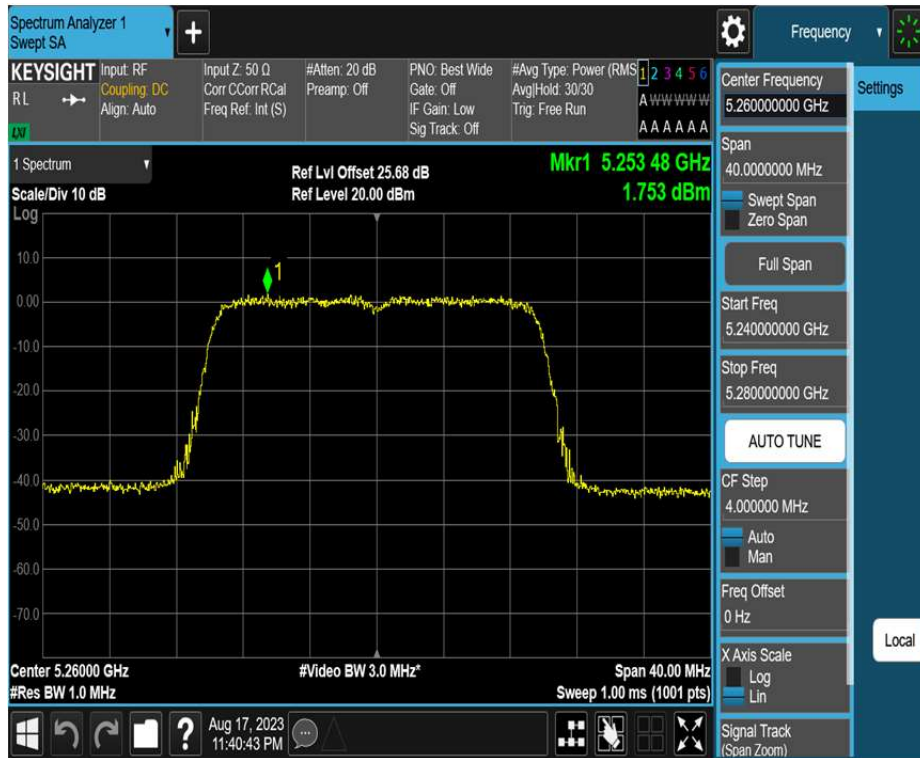 Spectrum Analyzer 1
Swept SA
+
Frequency
KEYSIGHT
R L
LXI
Input: RF
Coupling: DC
Align: Auto
Input Z: 50 Ω
Corr CCorr RCal
Freq Ref: Int (S)
#Atten: 20 dB
Preamp: Off
PNO: Best Wide
Gate: Off
IF Gain: Low
Sig Track: Off
#Avg Type: Power (RMS
Avg|Hold: 30/30
Trig: Free Run
1 2 3 4 5 6
A W W W W W
A A A A A A
1 Spectrum
Scale/Div 10 dB
Log
Ref Lvl Offset 25.68 dB
Ref Level 20.00 dBm
Mkr1 5.253 48 GHz
1.753 dBm
1
10.0
0.00
-10.0
-20.0
-30.0
-40.0
-50.0
-60.0
-70.0
Center 5.26000 GHz
#Res BW 1.0 MHz
#Video BW 3.0 MHz*
Span 40.00 MHz
Sweep 1.00 ms (1001 pts)
?
Aug 17, 2023
11:40:43 PM
Center Frequency
5.260000000 GHz
Span
40.0000000 MHz
Swept Span
Zero Span
Full Span
Start Freq
5.240000000 GHz
Stop Freq
5.280000000 GHz
AUTO TUNE
CF Step
4.000000 MHz
Auto
Man
Freq Offset
0 Hz
X Axis Scale
Log
Lin
Signal Track
(Span Zoom)
Settings
Local